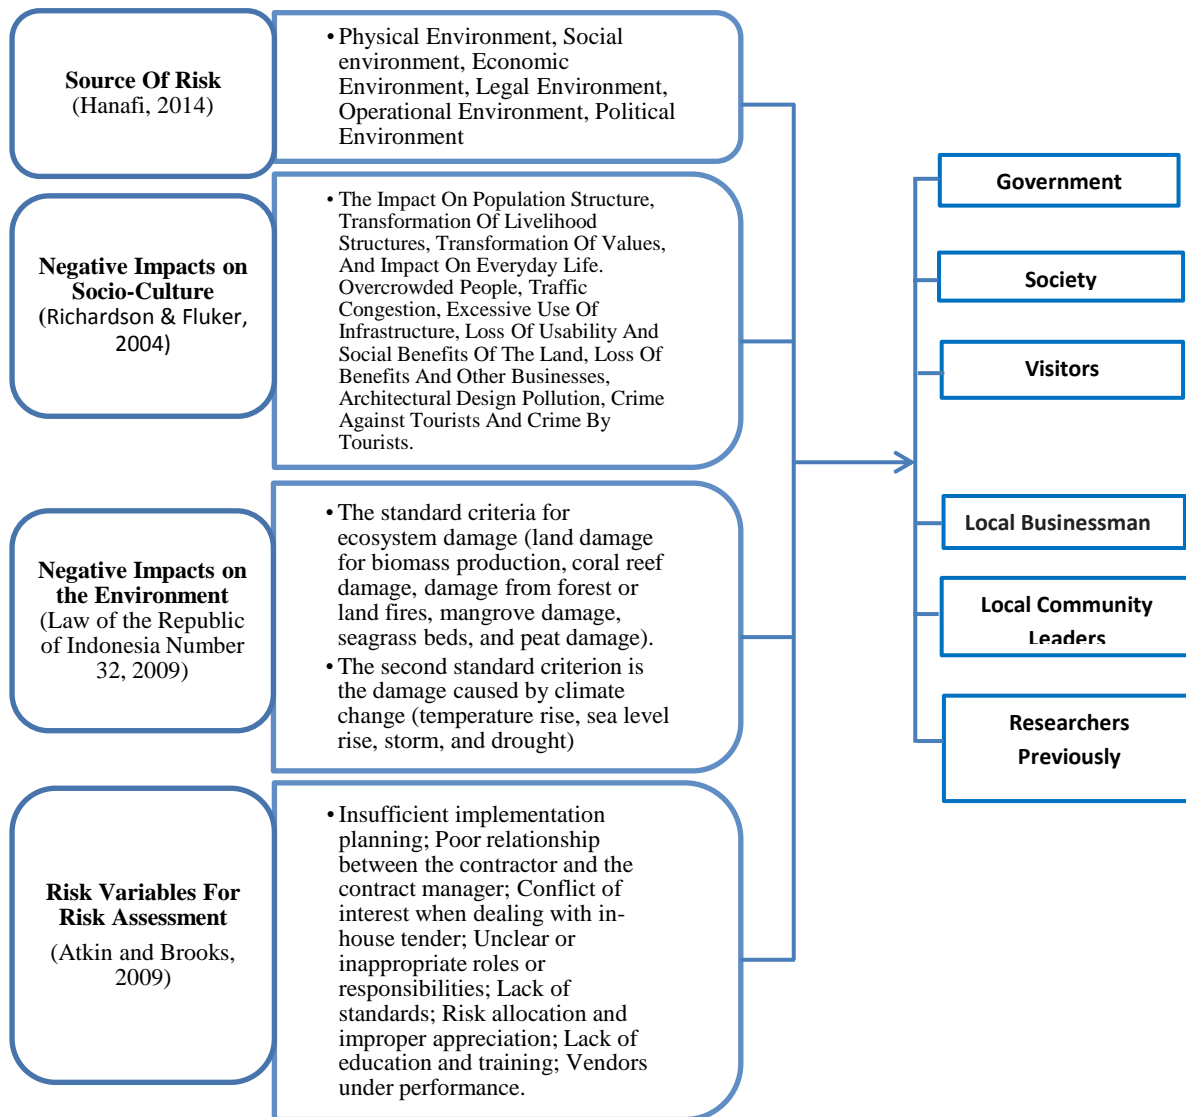 Source Of Risk
(Hanafi, 2014)
• Physical Environment, Social
environment, Economic
Environment, Legal Environment,
Operational Environment, Political
Environment
Negative Impacts on
Socio-Culture
(Richardson & Fluker,
2004)
• The Impact On Population Structure,
Transformation Of Livelihood
Structures, Transformation Of Values,
And Impact On Everyday Life.
Overcrowded People, Traffic
Congestion, Excessive Use Of
Infrastructure, Loss Of Usability And
Social Benefits Of The Land, Loss Of
Benefits And Other Businesses,
Architectural Design Pollution, Crime
Against Tourists And Crime By
Tourists.
Negative Impacts on
the Environment
(Law of the Republic
of Indonesia Number
32, 2009)
• The standard criteria for
ecosystem damage (land damage
for biomass production, coral reef
damage, damage from forest or
land fires, mangrove damage,
seagrass beds, and peat damage).
• The second standard criterion is
the damage caused by climate
change (temperature rise, sea level
rise, storm, and drought)
Risk Variables For
Risk Assessment
(Atkin and Brooks,
2009)
• Insufficient implementation
planning; Poor relationship
between the contractor and the
the contract manager; Conflict of
interest when dealing with in-
house tender; Unclear or
inappropriate roles or
responsibilities; Lack of
standards; Risk allocation and
improper appreciation; Lack of
education and training; Vendors
under performance.
Government
Society
Visitors
Local Businessman
Local Community
Leaders
Researchers
Previously